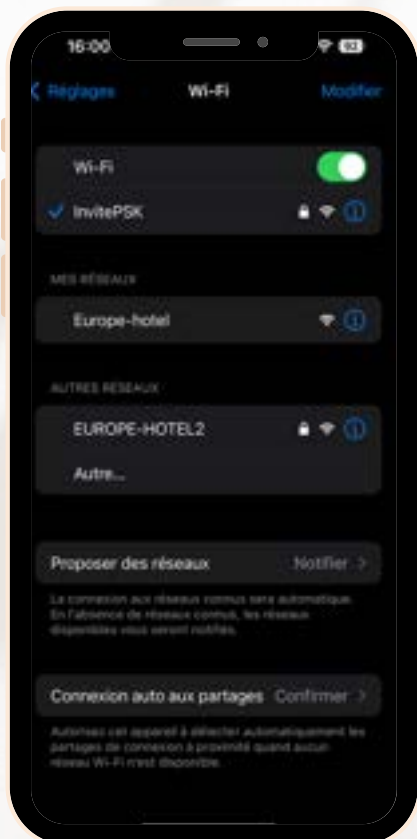 16:00 93
Réglages Wi-Fi Modifier
Wi-Fi
InvitePSK
MES RÉSEAUX
Europe-hotel
AUTRES RÉSEAUX
EUROPE-HOTEL2
Autre...
Proposer des réseaux Notifier
La connexion aux réseaux connus sera automatique.
En l'absence de réseaux connus, les réseaux
disponibles vous seront notifiés.
Connexion auto aux partages Confirmer
Autorisez cet appareil à détecter automatiquement les
partages de connexion à proximité quand aucun
réseau Wi-Fi n'est disponible.